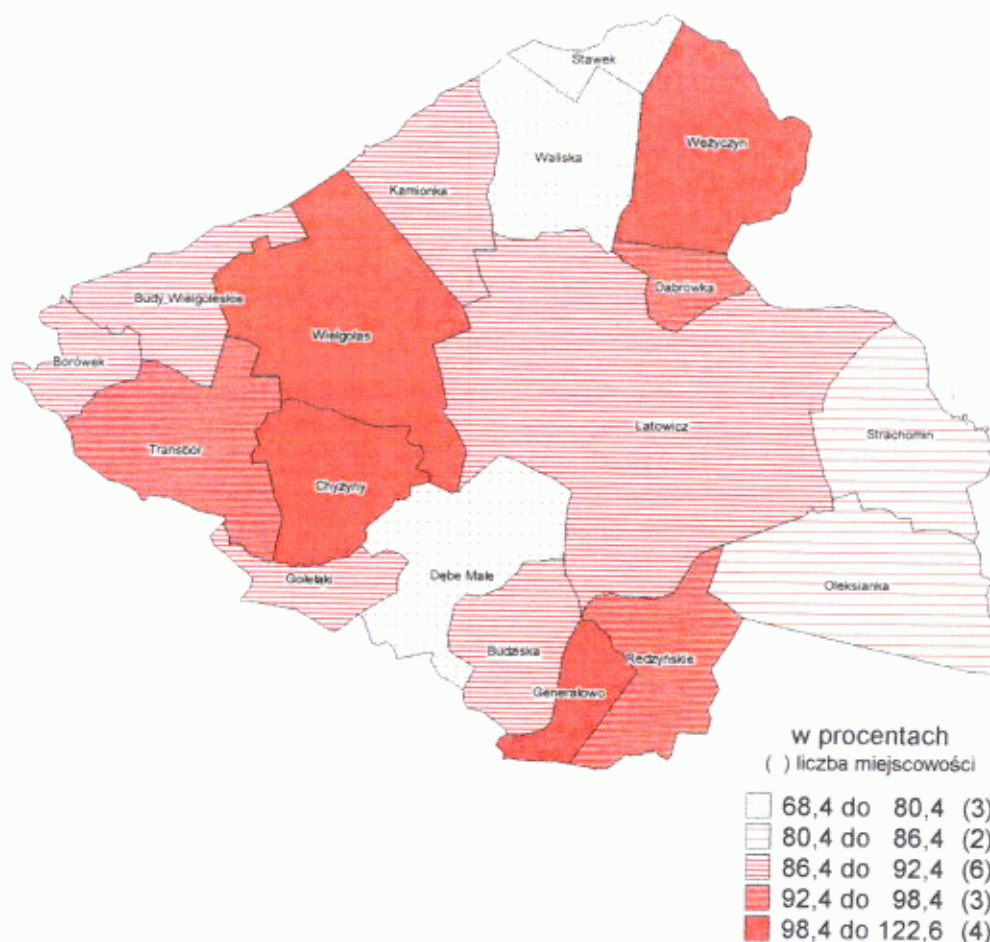 Stawek
Wężyczyn
Waliska
Kamionka
Dąbrówka
Budy Wielgoleskie
Wielgolas
Borówek
Latowicz
Strachomin
Transbór
Chyżyny
Gołełąki
Dębe Małe
Oleksianka
Budziska
Redzyńskie
Generałowo
w procentach
( ) liczba miejscowości
68,4 do 80,4 (3)
80,4 do 86,4 (2)
86,4 do 92,4 (6)
92,4 do 98,4 (3)
98,4 do 122,6 (4)